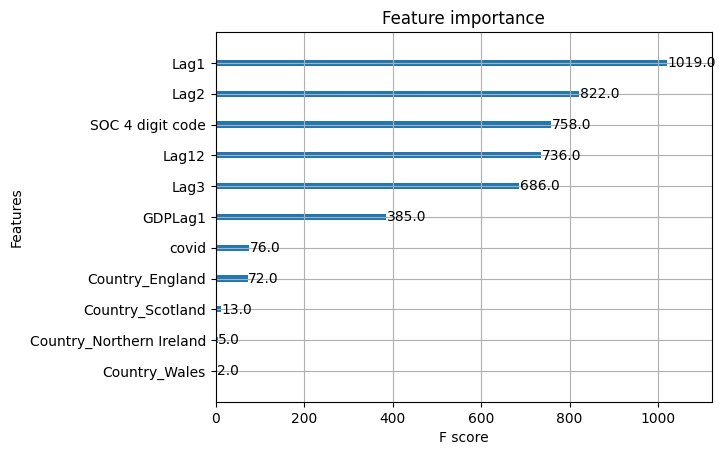 Feature importance
Lag1 1019.0
Lag2 822.0
SOC 4 digit code 758.0
Lag12 736.0
Lag3 686.0
GDPLag1 385.0
covid 76.0
Country_England 72.0
Country_Scotland 13.0
Country_Northern Ireland 5.0
Country_Wales 2.0
Features
0 200 400 600 800 1000
F score